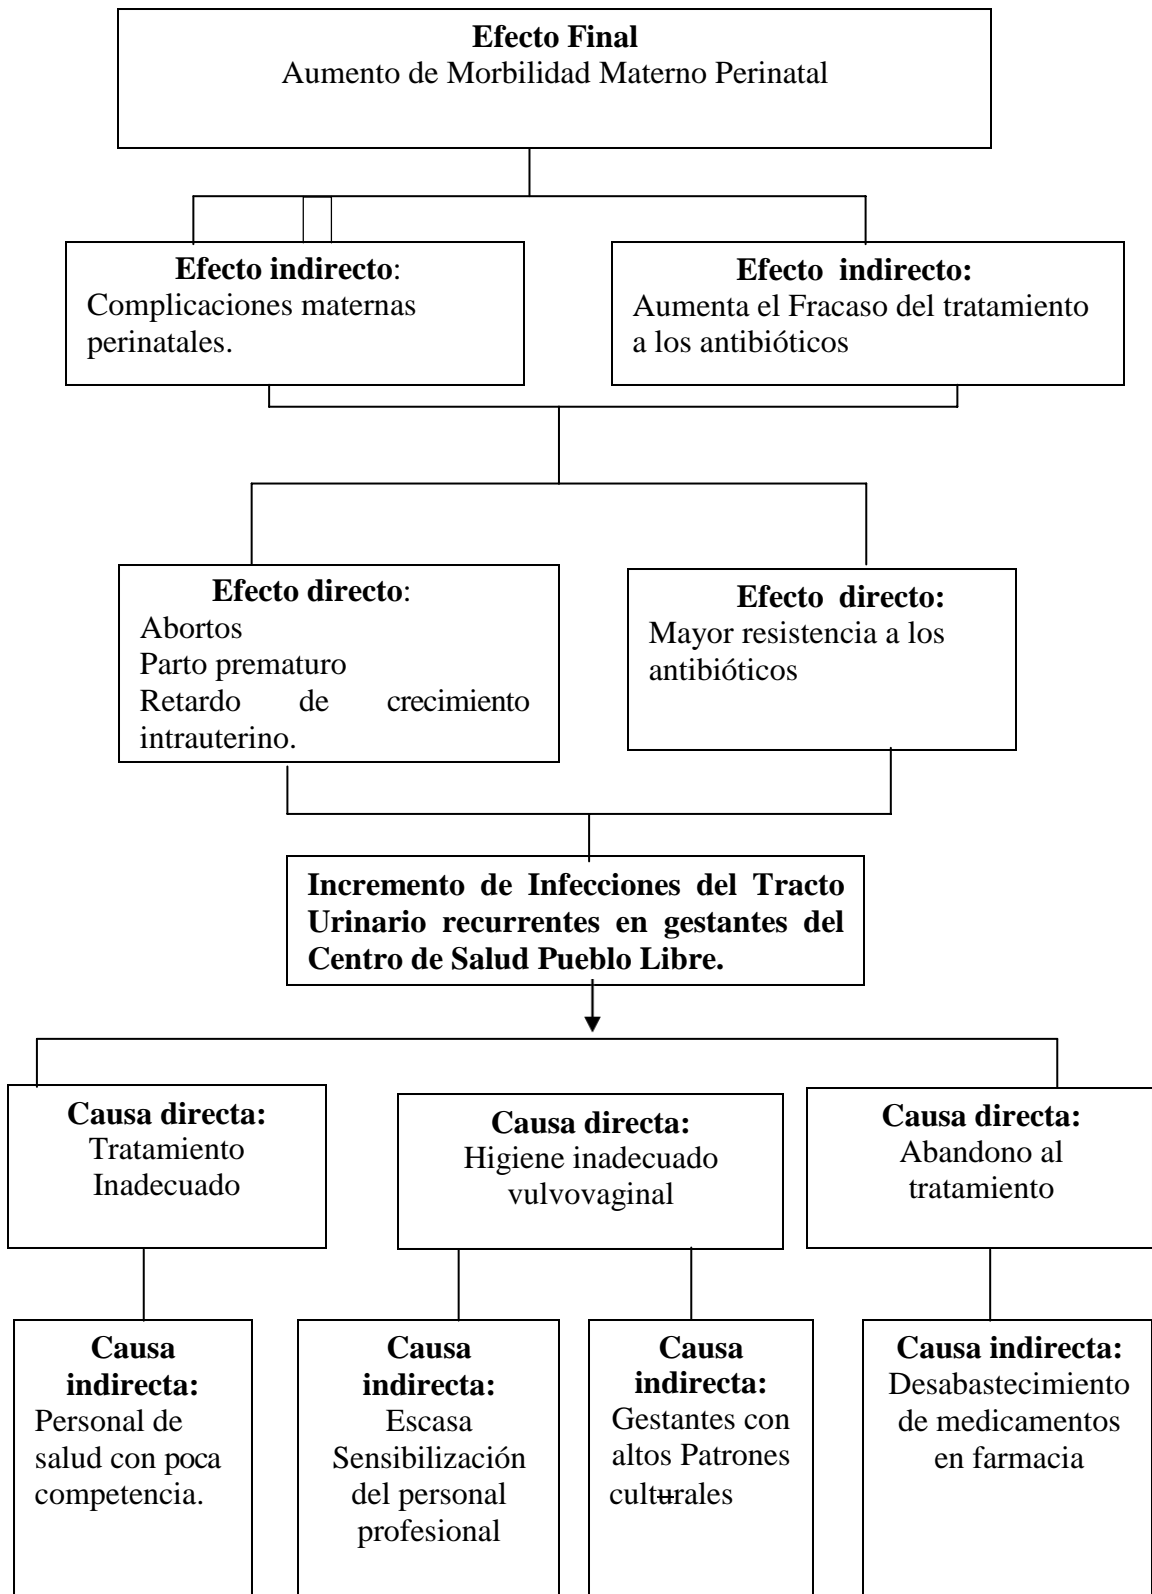 Efecto Final
Aumento de Morbilidad Materno Perinatal
Efecto indirecto:
Complicaciones maternas
perinatales.
Efecto indirecto:
Aumenta el Fracaso del tratamiento
a los antibióticos
Efecto directo:
Abortos
Parto prematuro
Retardo de crecimiento
intrauterino.
Efecto directo:
Mayor resistencia a los
antibióticos
Incremento de Infecciones del Tracto
Urinario recurrentes en gestantes del
Centro de Salud Pueblo Libre.
Causa directa:
Tratamiento
Inadecuado
Causa directa:
Higiene inadecuado
vulvovaginal
Causa directa:
Abandono al
tratamiento
Causa
indirecta:
Personal de
salud con poca
competencia.
Causa
indirecta:
Escasa
Sensibilización
del personal
profesional
Causa
indirecta:
Gestantes con
altos Patrones
culturales
Causa indirecta:
Desabastecimiento
de medicamentos
en farmacia